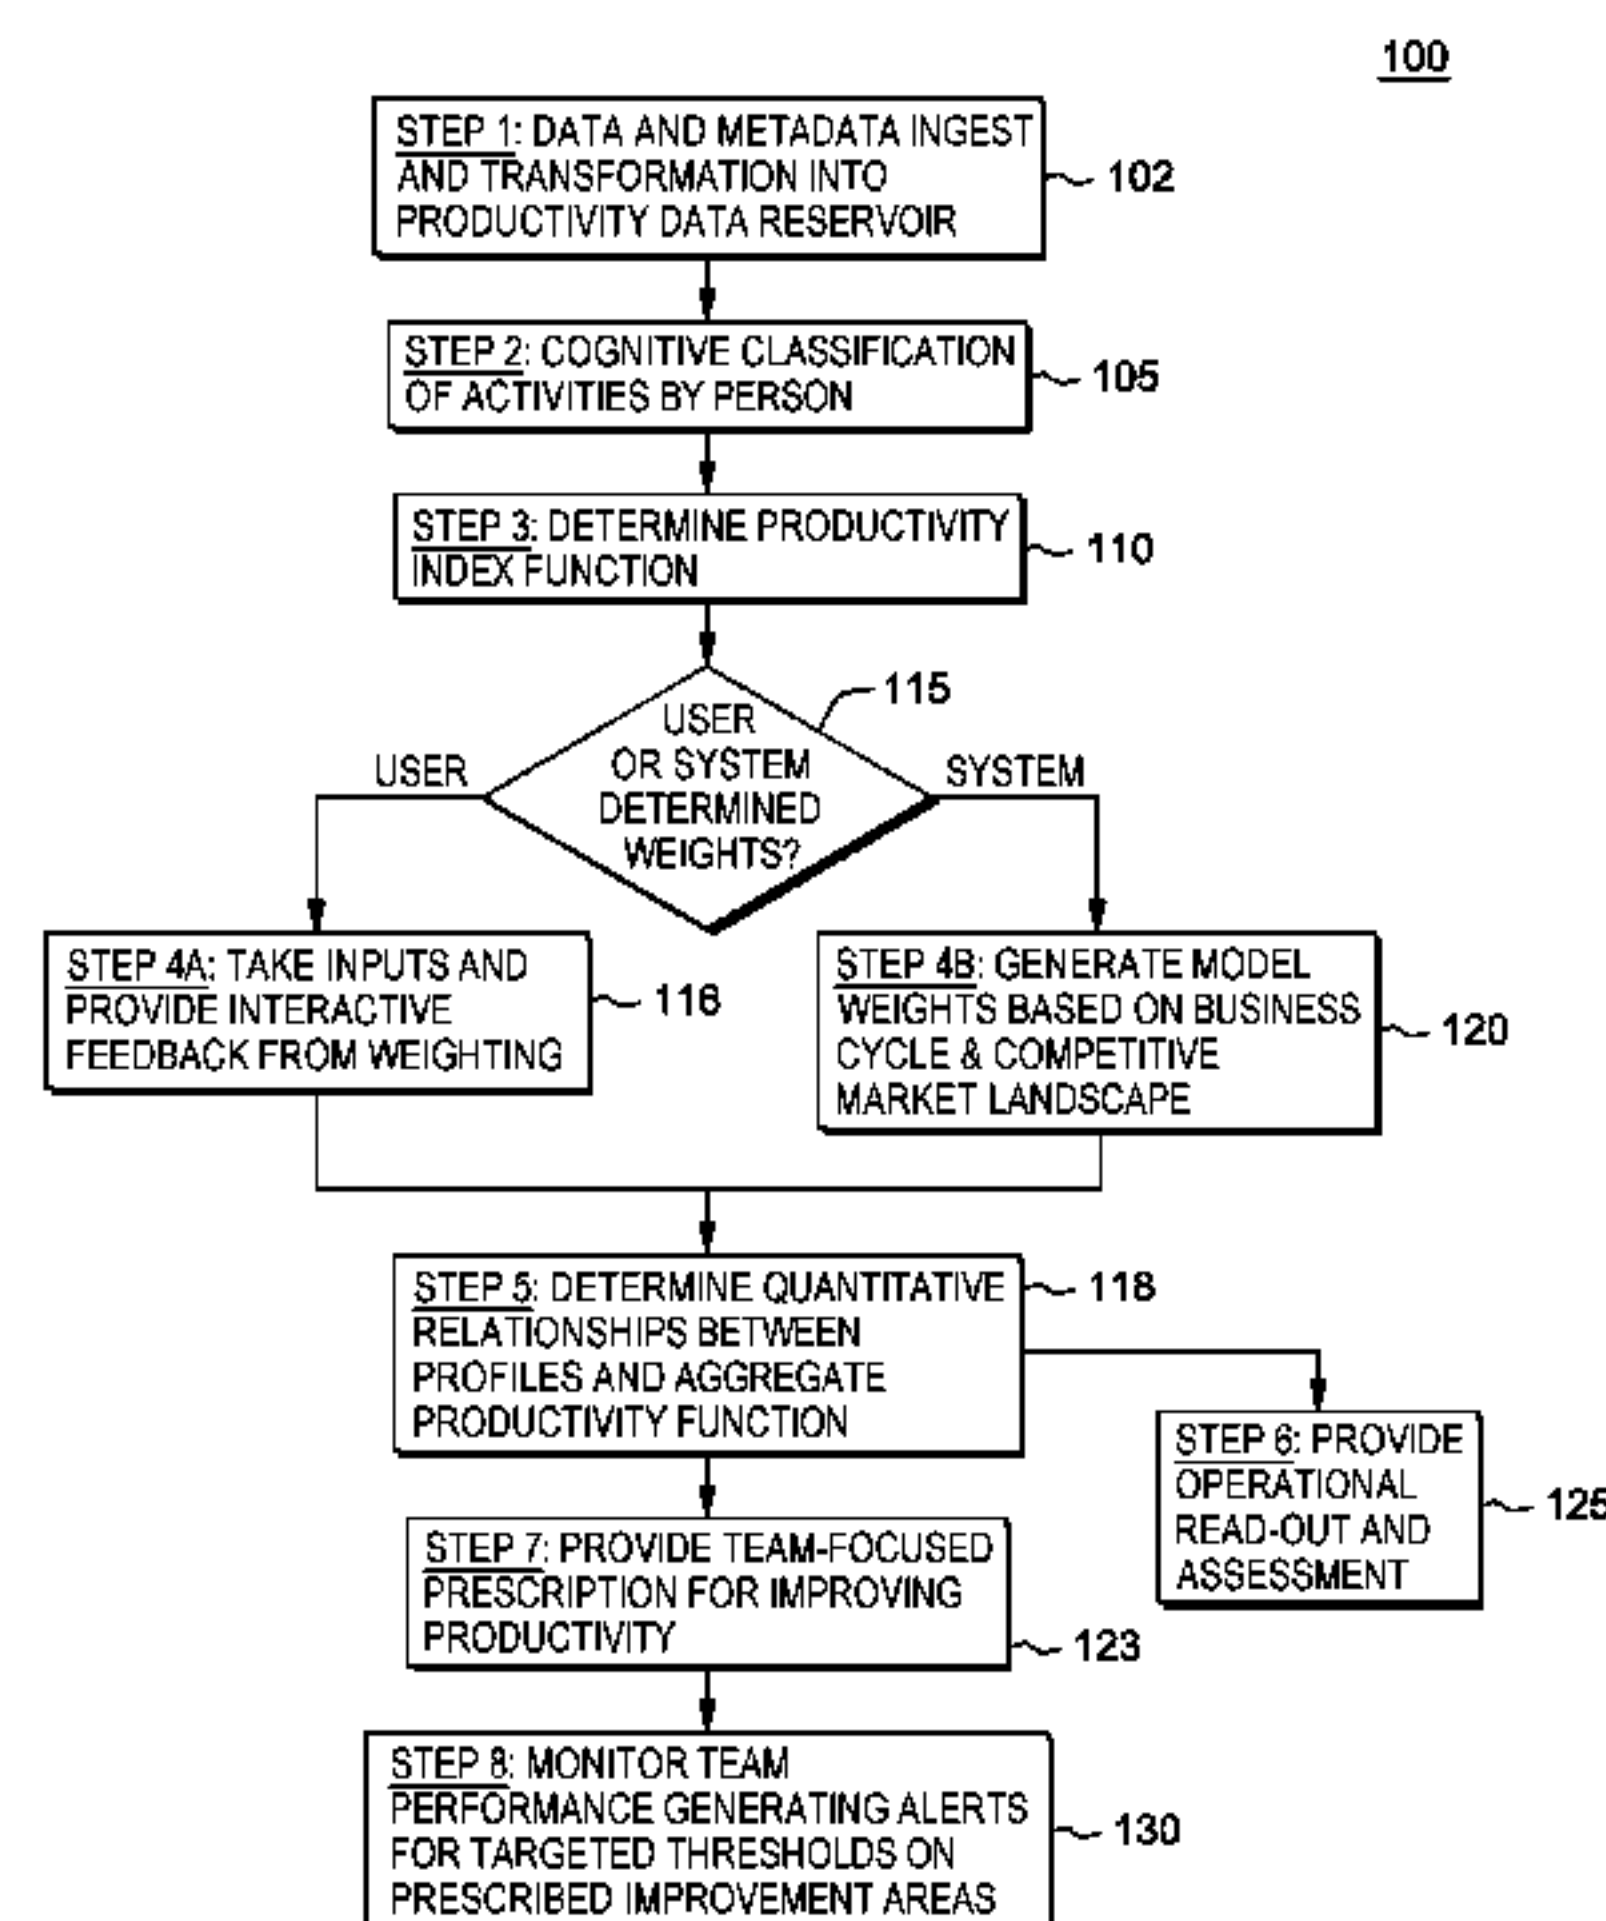 100
STEP 1: DATA AND METADATA INGEST
AND TRANSFORMATION INTO
PRODUCTIVITY DATA RESERVOIR
102
STEP 2: COGNITIVE CLASSIFICATION
OF ACTIVITIES BY PERSON
105
STEP 3: DETERMINE PRODUCTIVITY
INDEX FUNCTION
110
115
USER
OR SYSTEM
DETERMINED
WEIGHTS?
USER
SYSTEM
STEP 4A: TAKE INPUTS AND
PROVIDE INTERACTIVE
FEEDBACK FROM WEIGHTING
116
STEP 4B: GENERATE MODEL
WEIGHTS BASED ON BUSINESS
CYCLE & COMPETITIVE
MARKET LANDSCAPE
120
STEP 5: DETERMINE QUANTITATIVE
RELATIONSHIPS BETWEEN
PROFILES AND AGGREGATE
PRODUCTIVITY FUNCTION
118
STEP 6: PROVIDE
OPERATIONAL
READ-OUT AND
ASSESSMENT
125
STEP 7: PROVIDE TEAM-FOCUSED
PRESCRIPTION FOR IMPROVING
PRODUCTIVITY
123
STEP 8: MONITOR TEAM
PERFORMANCE GENERATING ALERTS
FOR TARGETED THRESHOLDS ON
PRESCRIBED IMPROVEMENT AREAS
130